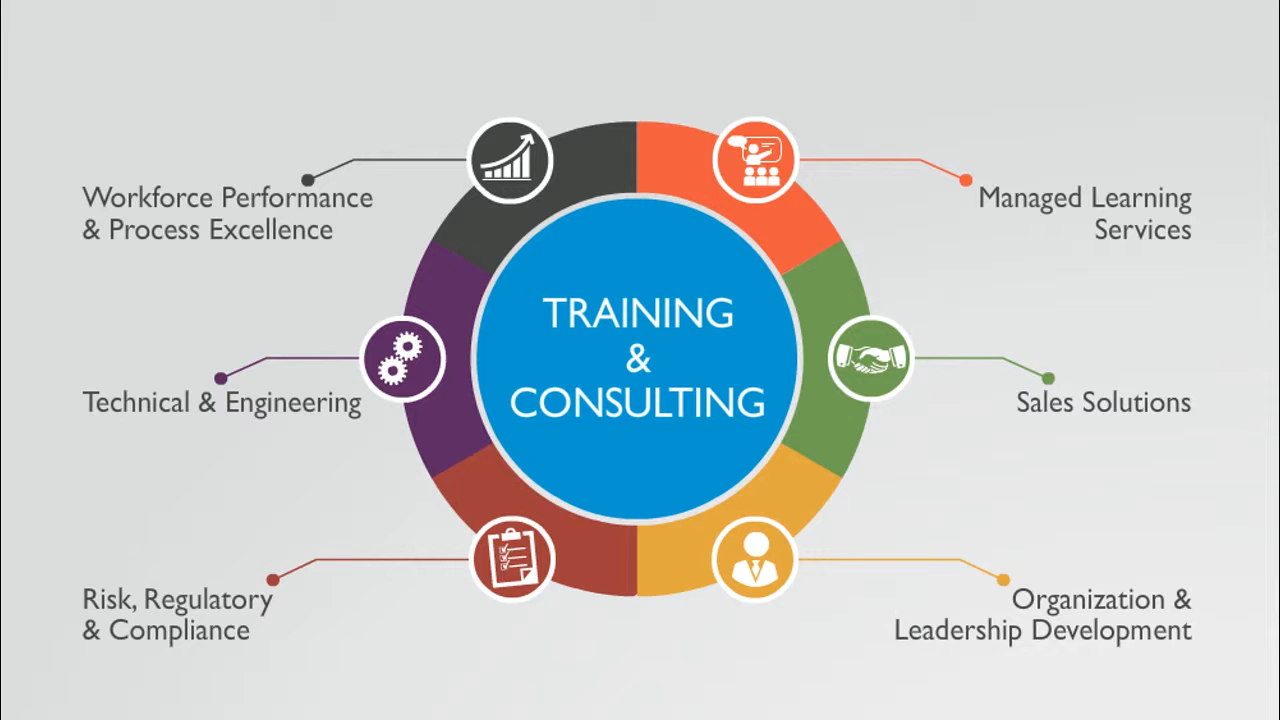 Workforce Performance
& Process Excellence
Managed Learning
Services
TRAINING
&
CONSULTING
Technical & Engineering
Sales Solutions
Risk, Regulatory
& Compliance
Organization &
Leadership Development